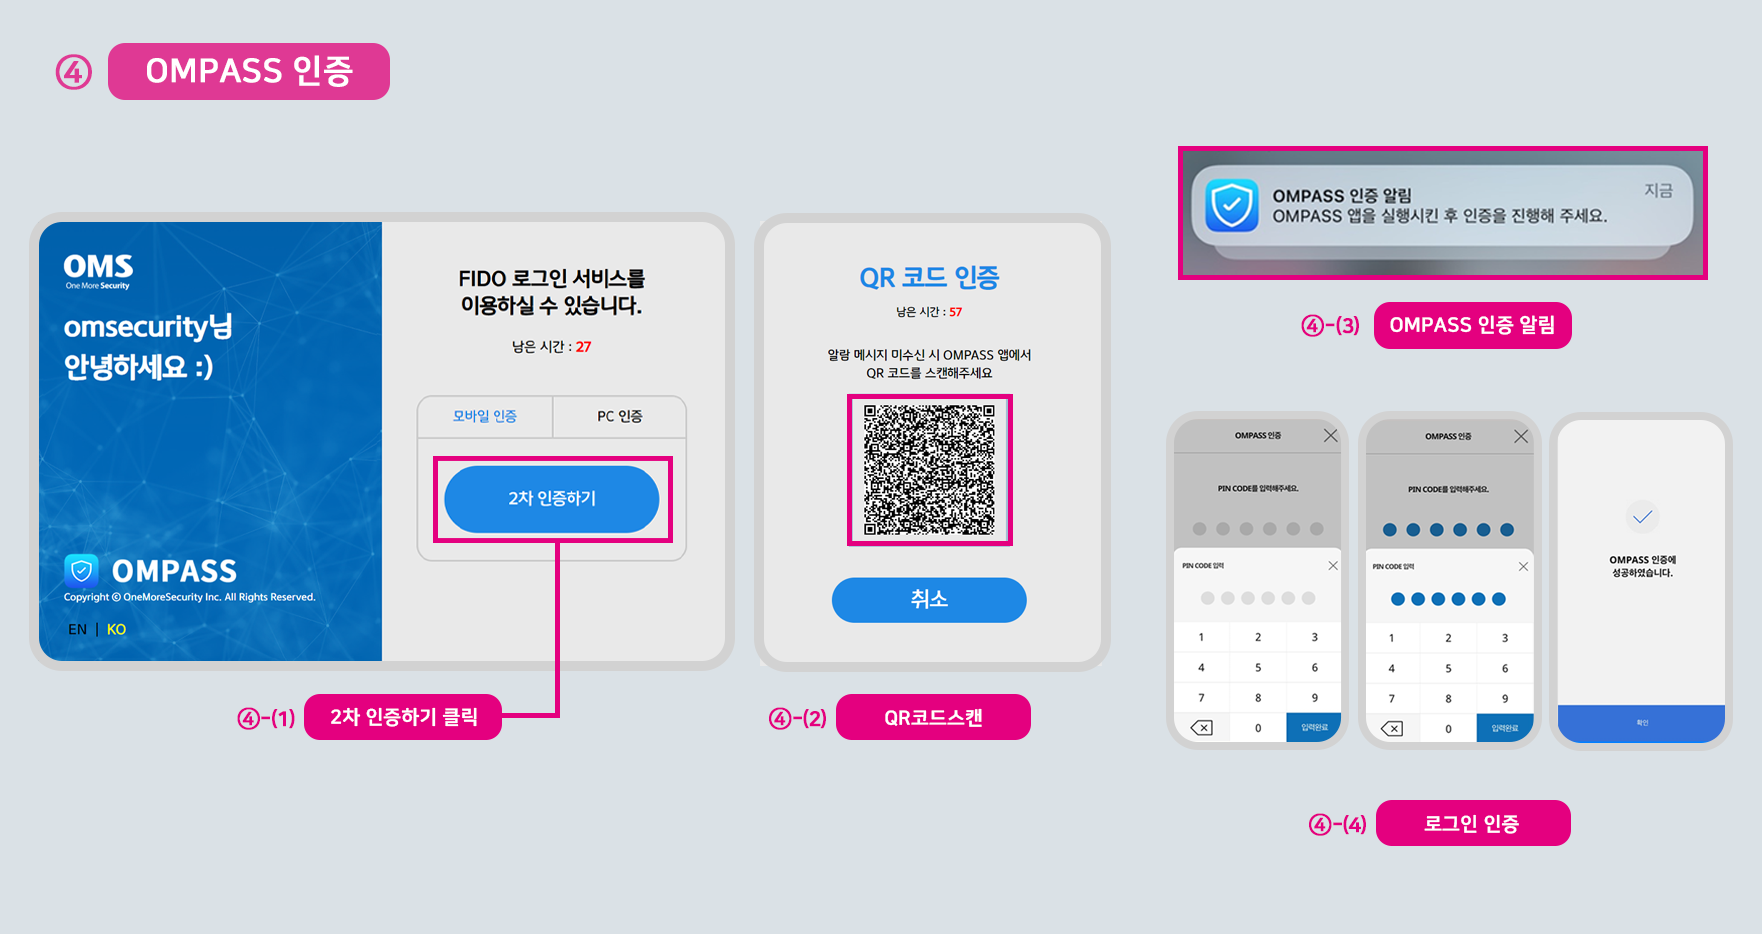 ④ OMPASS 인증
OMS
One More Security
omsecurity님
안녕하세요 :)
OMPASS
Copyright © OneMoreSecurity Inc. All Rights Reserved.
EN | KO
FIDO 로그인 서비스를
이용하실 수 있습니다.
남은 시간 : 27
모바일 인증 PC 인증
2차 인증하기
④-(1) 2차 인증하기 클릭
QR 코드 인증
남은 시간 : 57
알람 메시지 미수신 시 OMPASS 앱에서
QR 코드를 스캔해주세요
취소
④-(2) QR코드스캔
OMPASS 인증 알림 지금
OMPASS 앱을 실행시킨 후 인증을 진행해 주세요.
④-(3) OMPASS 인증 알림
OMPASS 인증
PIN CODE를 입력해주세요.
PIN CODE 입력
1 2 3
4 5 6
7 8 9
0 입력완료
OMPASS 인증
PIN CODE를 입력해주세요.
PIN CODE 입력
1 2 3
4 5 6
7 8 9
0 입력완료
OMPASS 인증에
성공하였습니다.
확인
④-(4) 로그인 인증